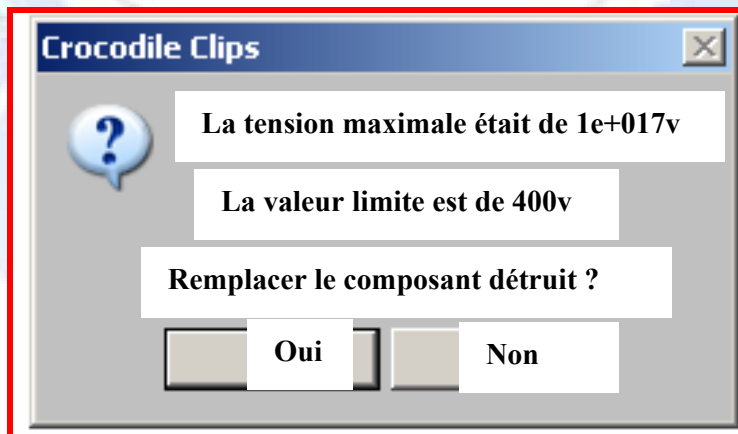 Crocodile Clips
?
La tension maximale était de 1e+017v
La valeur limite est de 400v
Remplacer le composant détruit ?
Oui Non